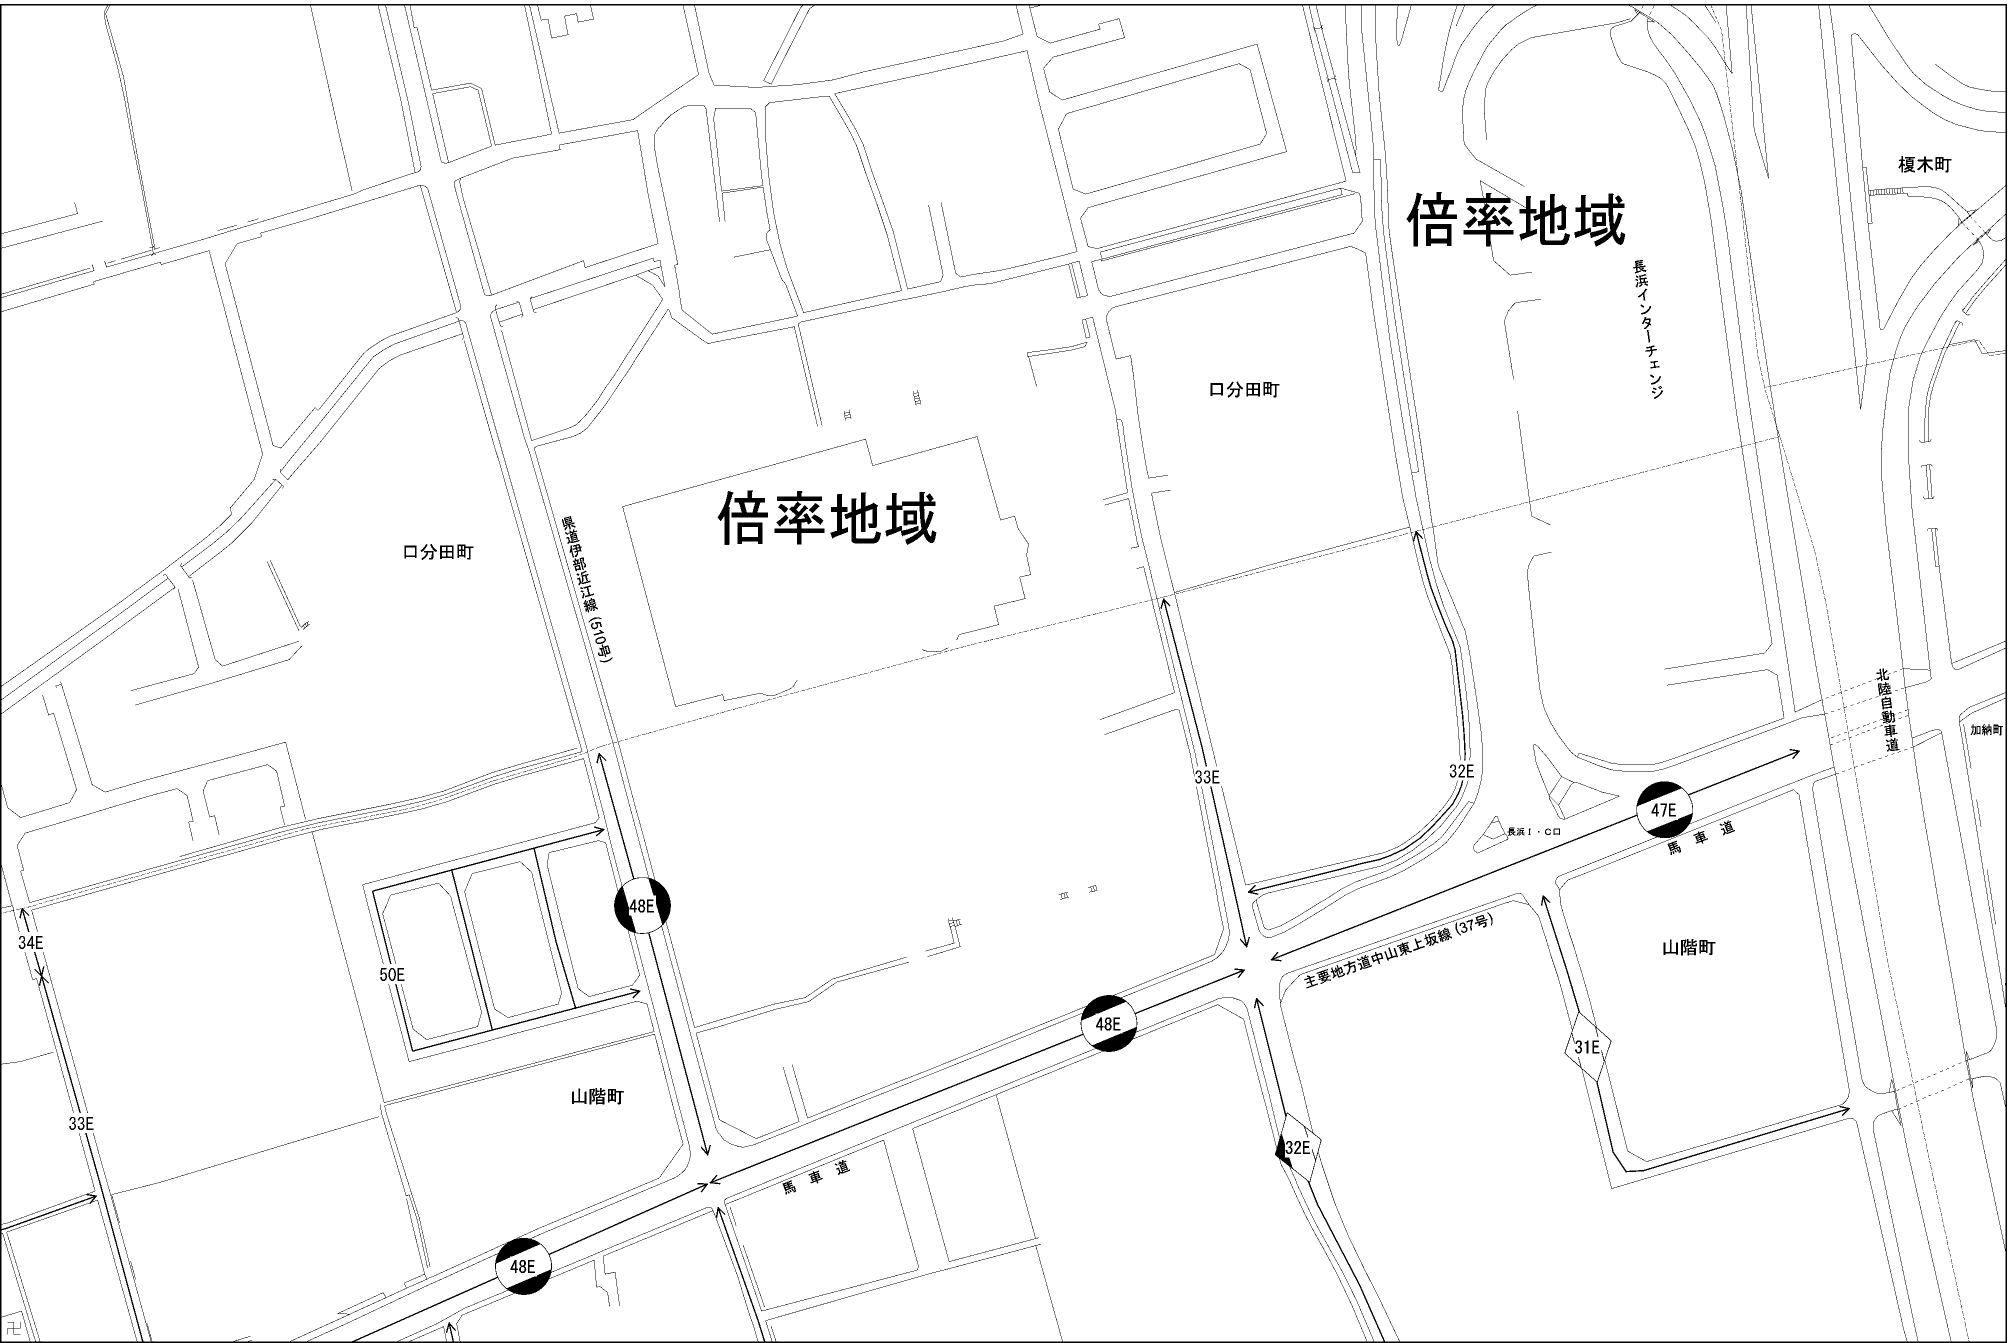 榎木町
倍率地域
長浜インターチェンジ
口分田町
倍率地域
県道伊部近江線(510号)
口分田町
北陸自動車道
加納町
33E
32E
47E
長浜I・C口
馬車道
48E
34E
50E
主要地方道中山東上坂線(37号)
山階町
48E
31E
山階町
33E
32E
馬車道
48E
卍